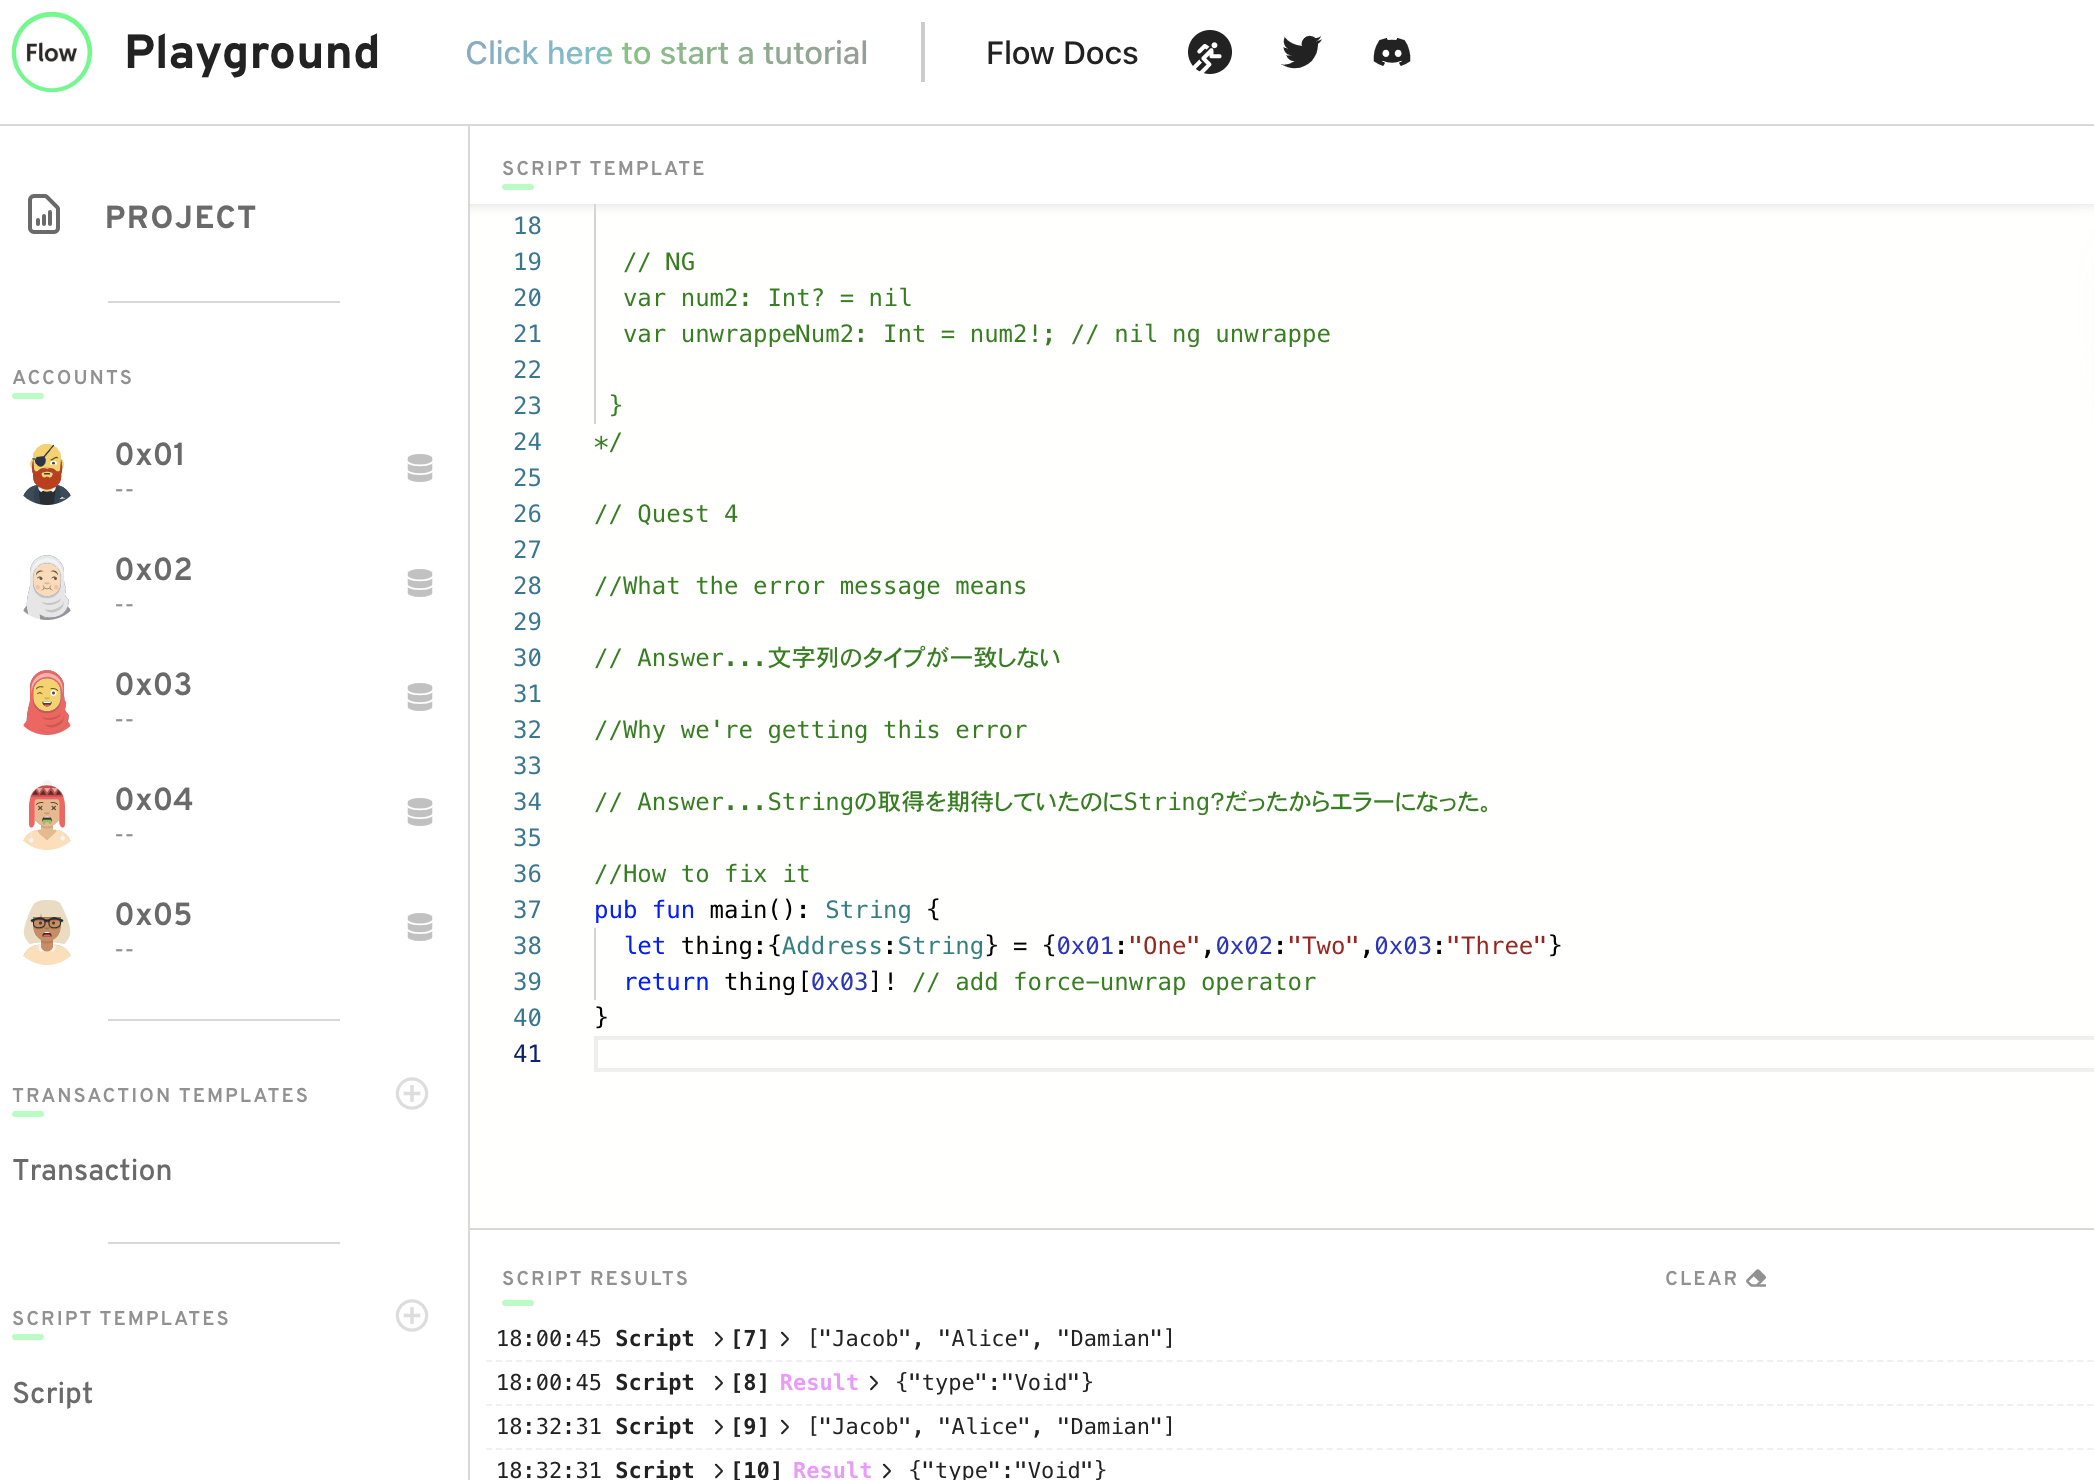 Flow
Playground
Click here to start a tutorial
Flow Docs
PROJECT
ACCOUNTS
0x01
--
0x02
--
0x03
--
0x04
--
0x05
--
TRANSACTION TEMPLATES
Transaction
SCRIPT TEMPLATES
Script
SCRIPT TEMPLATE
18
19 // NG
20 var num2: Int? = nil
21 var unwrappeNum2: Int = num2!; // nil ng unwrappe
22
23 }
24 */
25
26 // Quest 4
27
28 //What the error message means
29
30 // Answer...文字列のタイプが一致しない
31
32 //Why we're getting this error
33
34 // Answer...Stringの取得を期待していたのにString?だったからエラーになった。
35
36 //How to fix it
37 pub fun main(): String {
38 let thing:{Address:String} = {0x01:"One",0x02:"Two",0x03:"Three"}
39 return thing[0x03]! // add force-unwrap operator
40 }
41
SCRIPT RESULTS
CLEAR
18:00:45 Script >[7]> ["Jacob", "Alice", "Damian"]
18:00:45 Script >[8] Result > {"type":"Void"}
18:32:31 Script >[9]> ["Jacob", "Alice", "Damian"]
18:32:31 Script >[10] Result > {"type":"Void"}